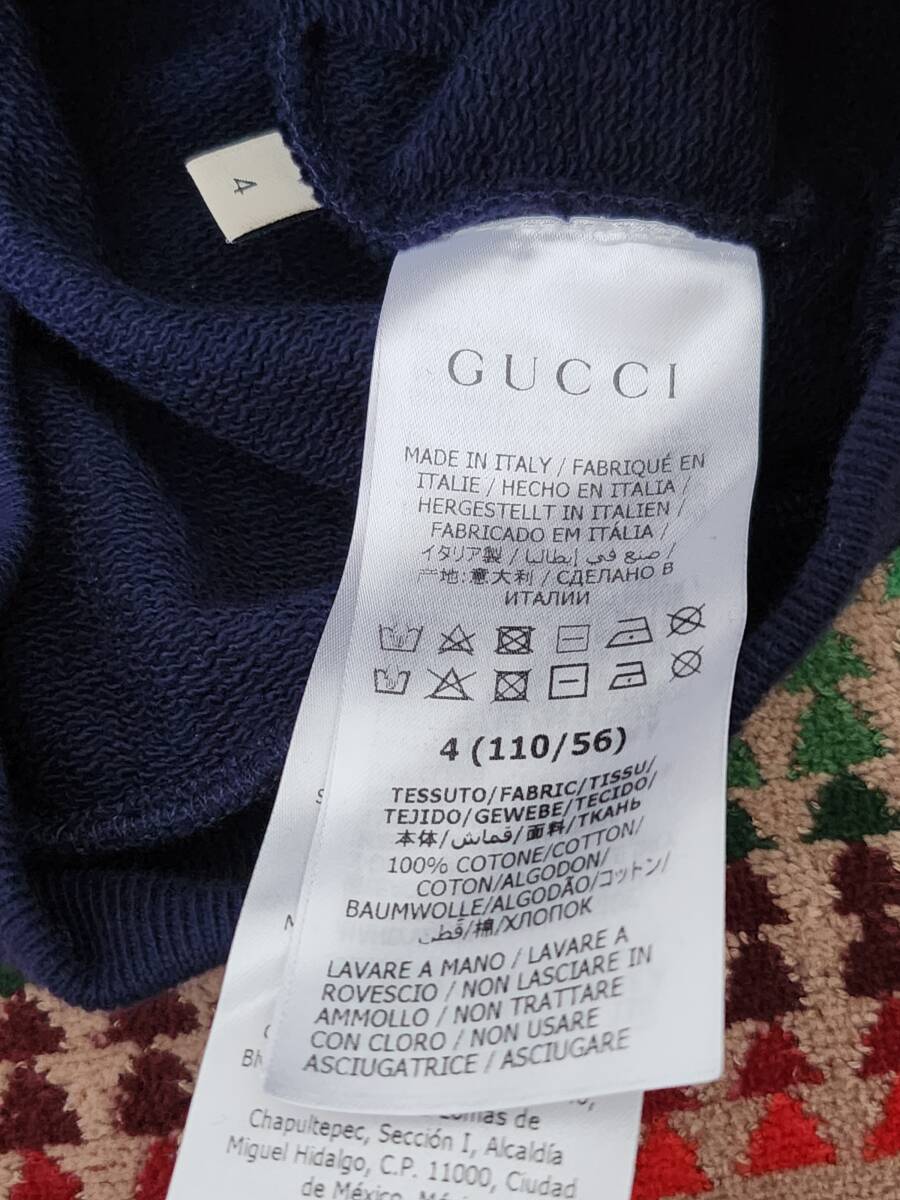 4
GUCCI
MADE IN ITALY / FABRIQUÉ EN
ITALIE / HECHO EN ITALIA /
HERGESTELLT IN ITALIEN /
FABRICADO EM ITÁLIA /
イタリア製 / صنع في إيطاليا /
产地:意大利 / СДЕЛАНО В
ИТАЛИИ
4 (110/56)
TESSUTO/FABRIC/TISSU/
TEJIDO/GEWEBE/TECIDO/
本体/قماش/面料/ТКАНЬ
100% COTONE/COTTON/
COTON/ALGODON/
BAUMWOLLE/ALGODÃO/コットン/
قطن/棉/ХЛОПОК
LAVARE A MANO / LAVARE A
ROVESCIO / NON LASCIARE IN
AMMOLLO / NON TRATTARE
CON CLORO / NON USARE
ASCIUGATRICE / ASCIUGARE
Lomas de
Chapultepec, Sección I, Alcaldía
Miguel Hidalgo, C.P. 11000, Ciudad
de México,